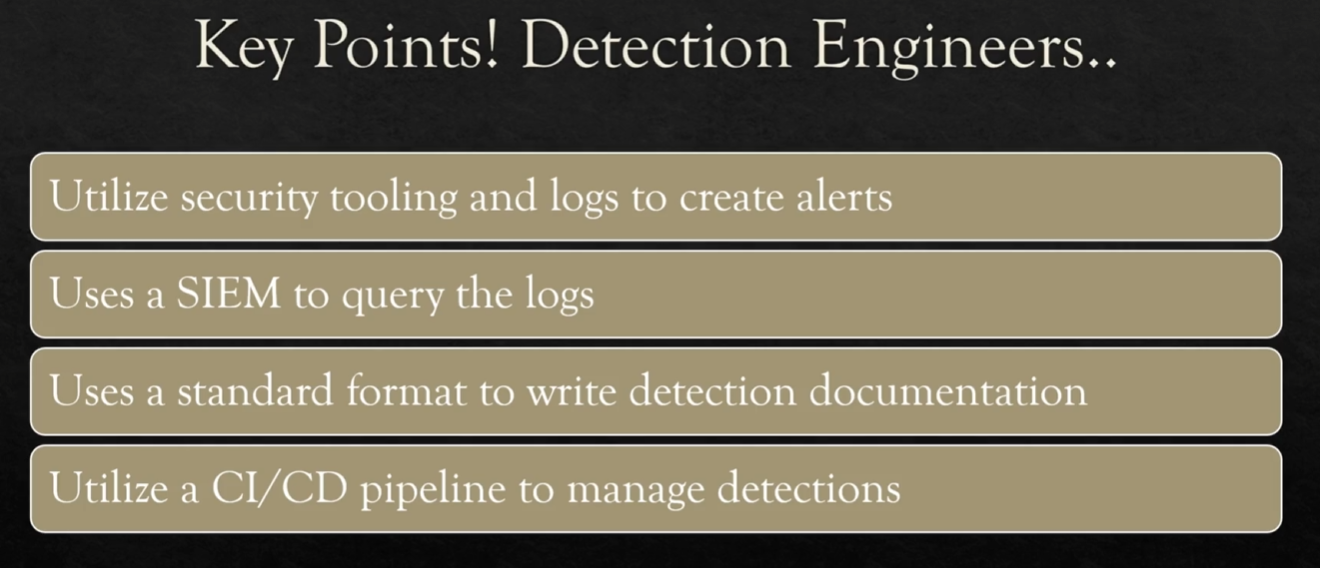 Key Points! Detection Engineers..
Utilize security tooling and logs to create alerts
Uses a SIEM to query the logs
Uses a standard format to write detection documentation
Utilize a CI/CD pipeline to manage detections